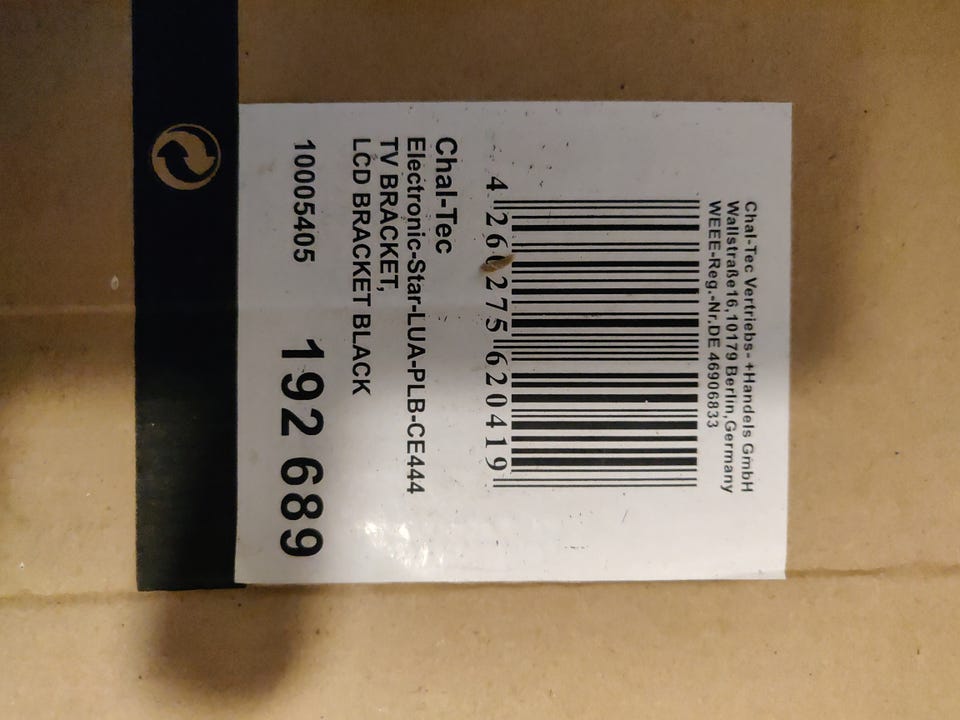 Chal-Tec Vertriebs- +Handels GmbH
Wallstraße16,10179 Berlin,Germany
WEEE-Reg.-Nr.DE 46906833
4 260275 620419
Chal-Tec
Electronic-Star-LUA-PLB-CE444
TV BRACKET,
LCD BRACKET BLACK
10005405 192 689